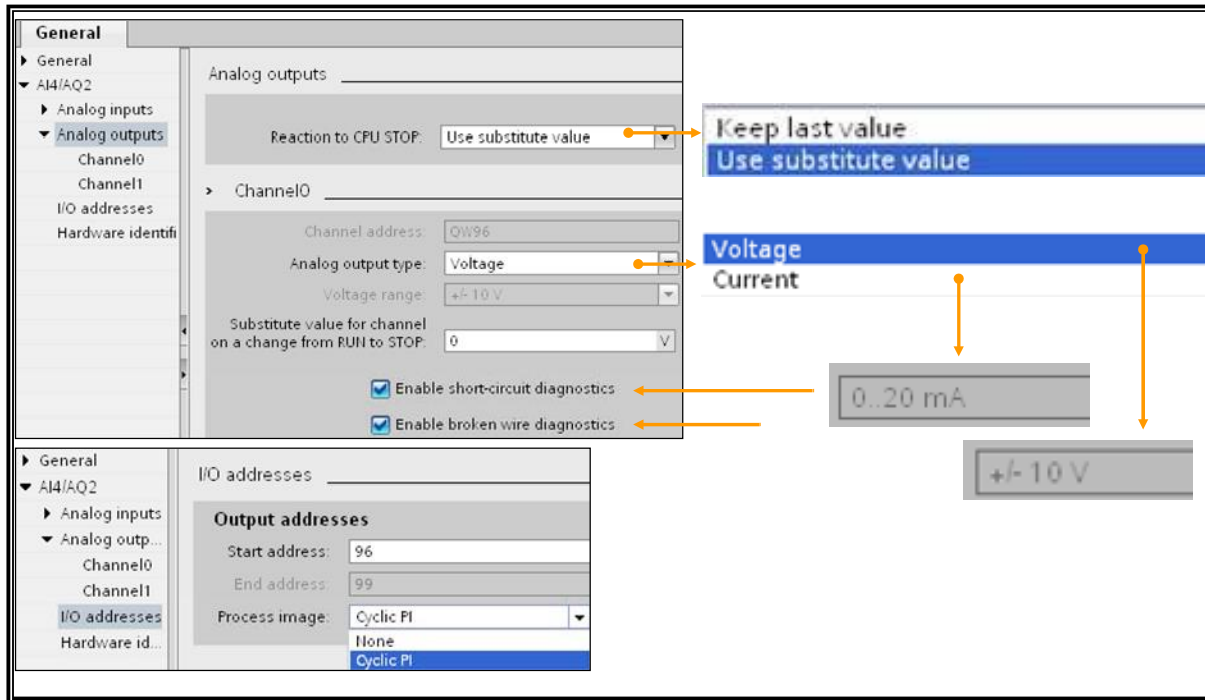 General
General
AI4/AQ2
Analog inputs
Analog outputs
Channel0
Channel1
I/O addresses
Hardware identifi
Analog outputs
Reaction to CPU STOP: Use substitute value
Channel0
Channel address: QW96
Analog output type: Voltage
Voltage range: +/- 10 V
Substitute value for channel
on a change from RUN to STOP: 0 V
Enable short-circuit diagnostics
Enable broken wire diagnostics
Keep last value
Use substitute value
Voltage
Current
0..20 mA
+/- 10 V
General
AI4/AQ2
Analog inputs
Analog outp...
Channel0
Channel1
I/O addresses
Hardware id...
I/O addresses
Output addresses
Start address: 96
End address: 99
Process image: Cyclic PI
None
Cyclic PI